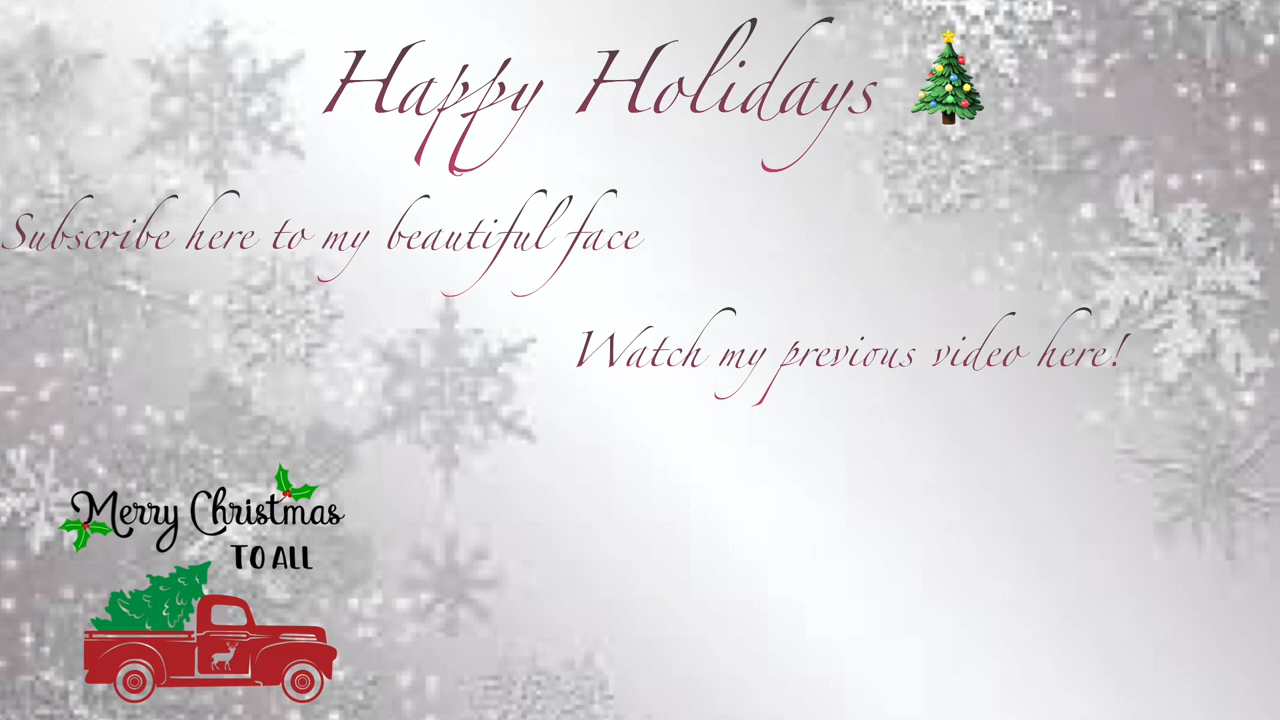 Happy Holidays 🎄
Subscribe here to my beautiful face
Watch my previous video here!
Merry Christmas
TO ALL